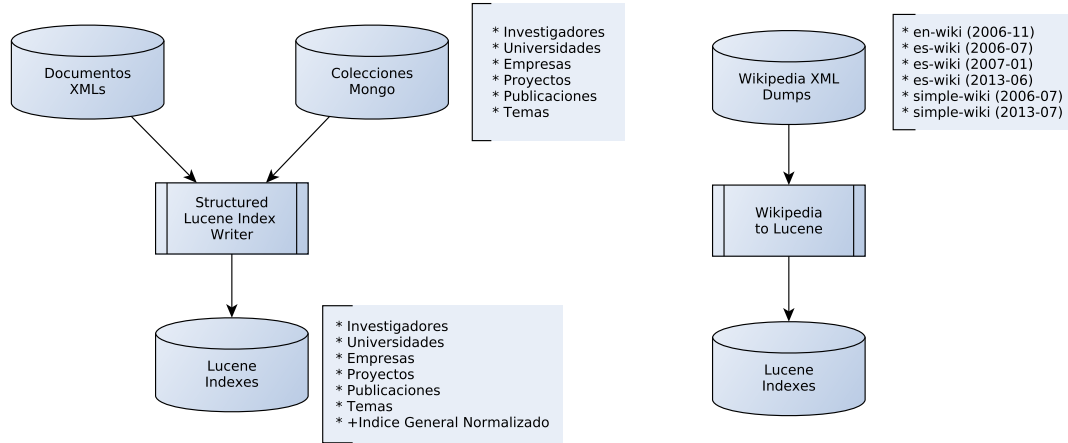 Documentos
XMLs
Colecciones
Mongo
* Investigadores
* Universidades
* Empresas
* Proyectos
* Publicaciones
* Temas
Structured
Lucene Index
Writer
Lucene
Indexes
* Investigadores
* Universidades
* Empresas
* Proyectos
* Publicaciones
* Temas
* +Indice General Normalizado
Wikipedia XML
Dumps
* en-wiki (2006-11)
* es-wiki (2006-07)
* es-wiki (2007-01)
* es-wiki (2013-06)
* simple-wiki (2006-07)
* simple-wiki (2013-07)
Wikipedia
to Lucene
Lucene
Indexes